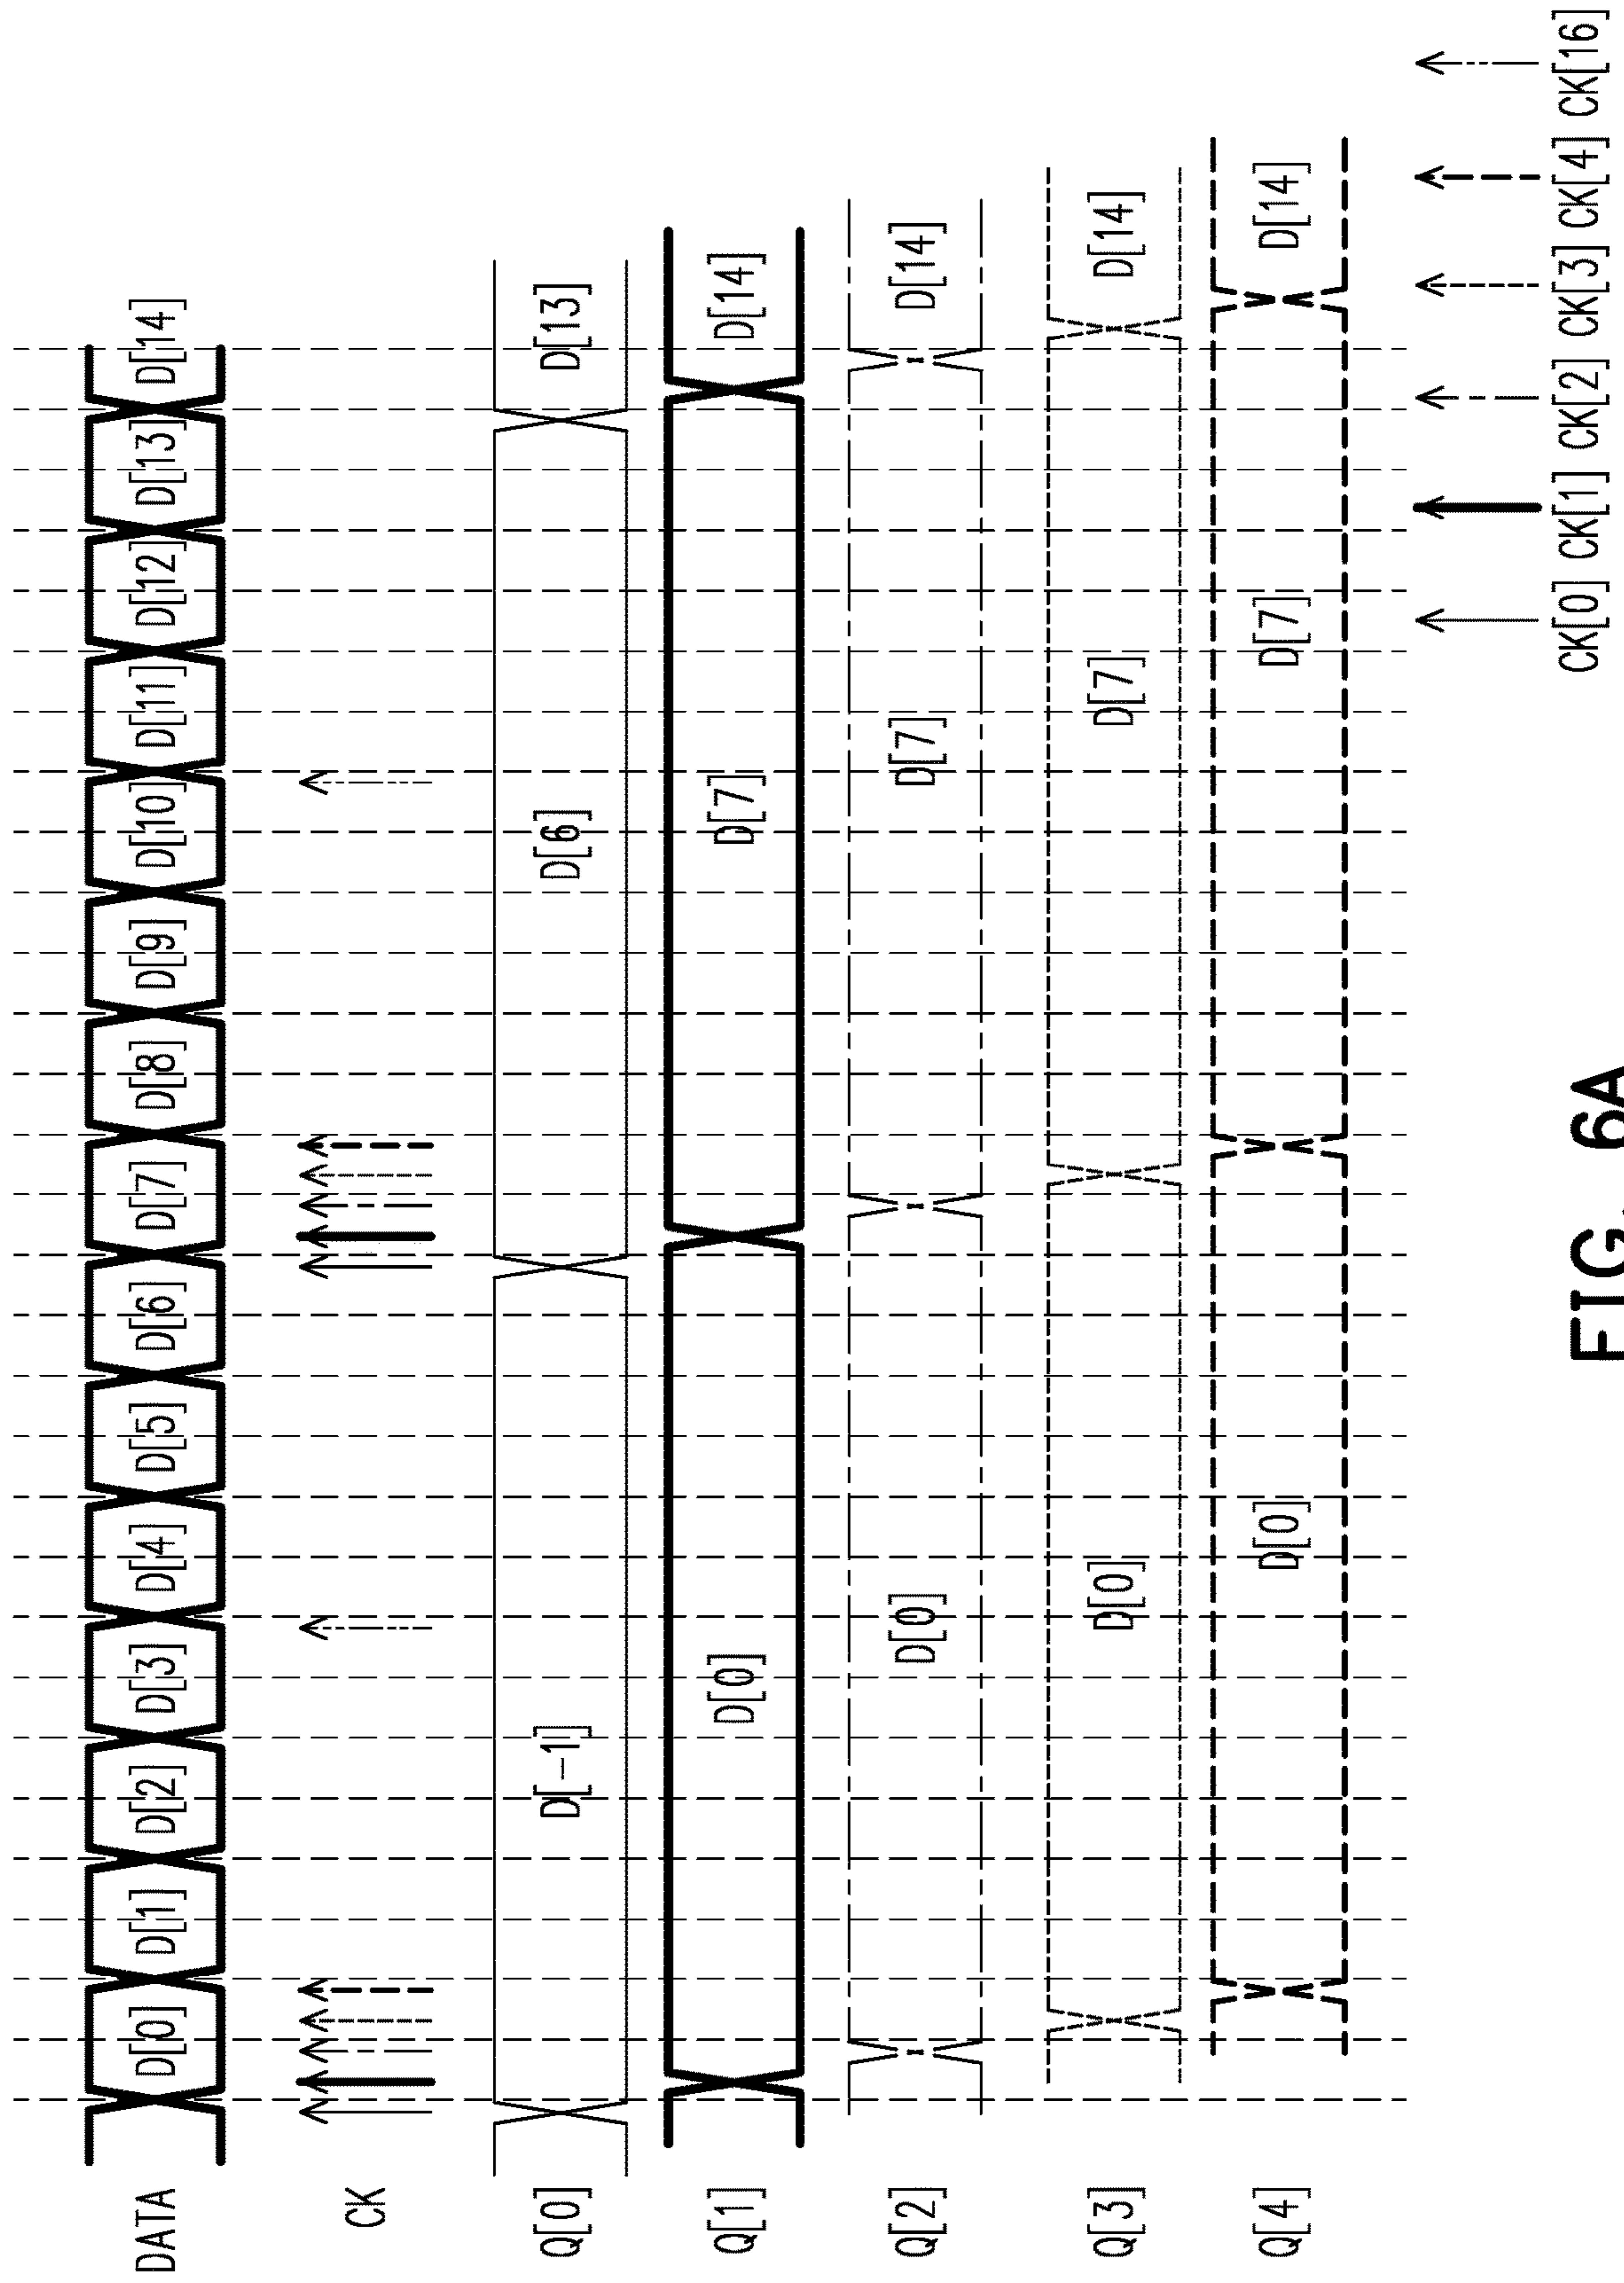 DATA D[0] D[1] D[2] D[3] D[4] D[5] D[6] D[7] D[8] D[9] D[10] D[11] D[12] D[13] D[14]
CK
Q[0] D[-1] D[6] D[13]
Q[1] D[0] D[7] D[14]
Q[2] D[0] D[7] D[14]
Q[3] D[0] D[7] D[14]
Q[4] D[0] D[7] D[14]
CK[0] CK[1] CK[2] CK[3] CK[4] CK[16]
FIG. 6A